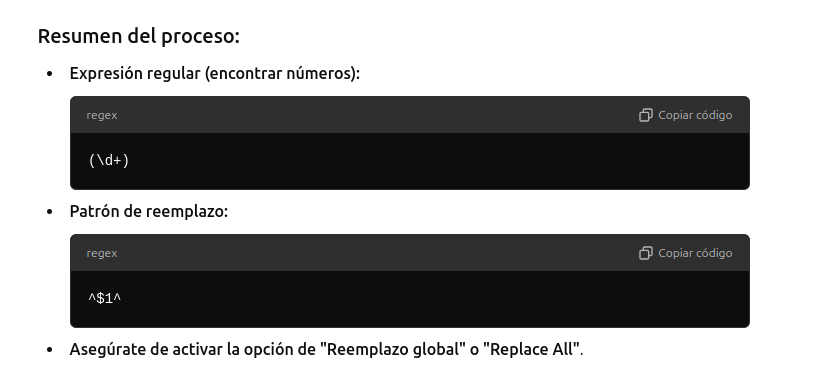 Resumen del proceso:
• Expresión regular (encontrar números):
regex Copiar código
(\d+)
• Patrón de reemplazo:
regex Copiar código
^$1^
• Asegúrate de activar la opción de "Reemplazo global" o "Replace All".